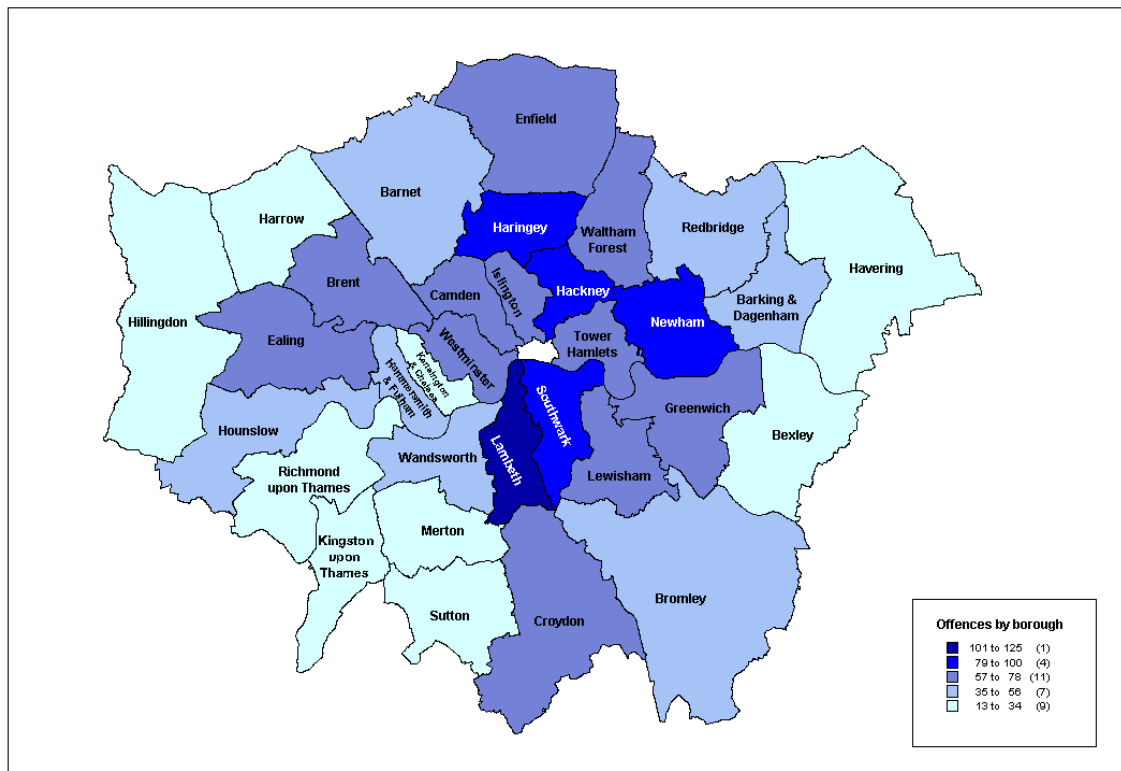 Enfield
Barnet
Harrow
Haringey
Waltham
Forest
Redbridge
Havering
Brent
Camden
Islington
Hackney
Barking &
Dagenham
Hillingdon
Ealing
Westminster
Tower
Hamlets
Newham
Kensington
& Chelsea
Hammersmith
& Fulham
Southwark
Greenwich
Hounslow
Bexley
Lambeth
Wandsworth
Richmond
upon Thames
Lewisham
Merton
Kingston
upon
Thames
Sutton
Croydon
Bromley
Offences by borough
101 to 125 (1)
79 to 100 (4)
57 to 78 (11)
35 to 56 (7)
13 to 34 (9)